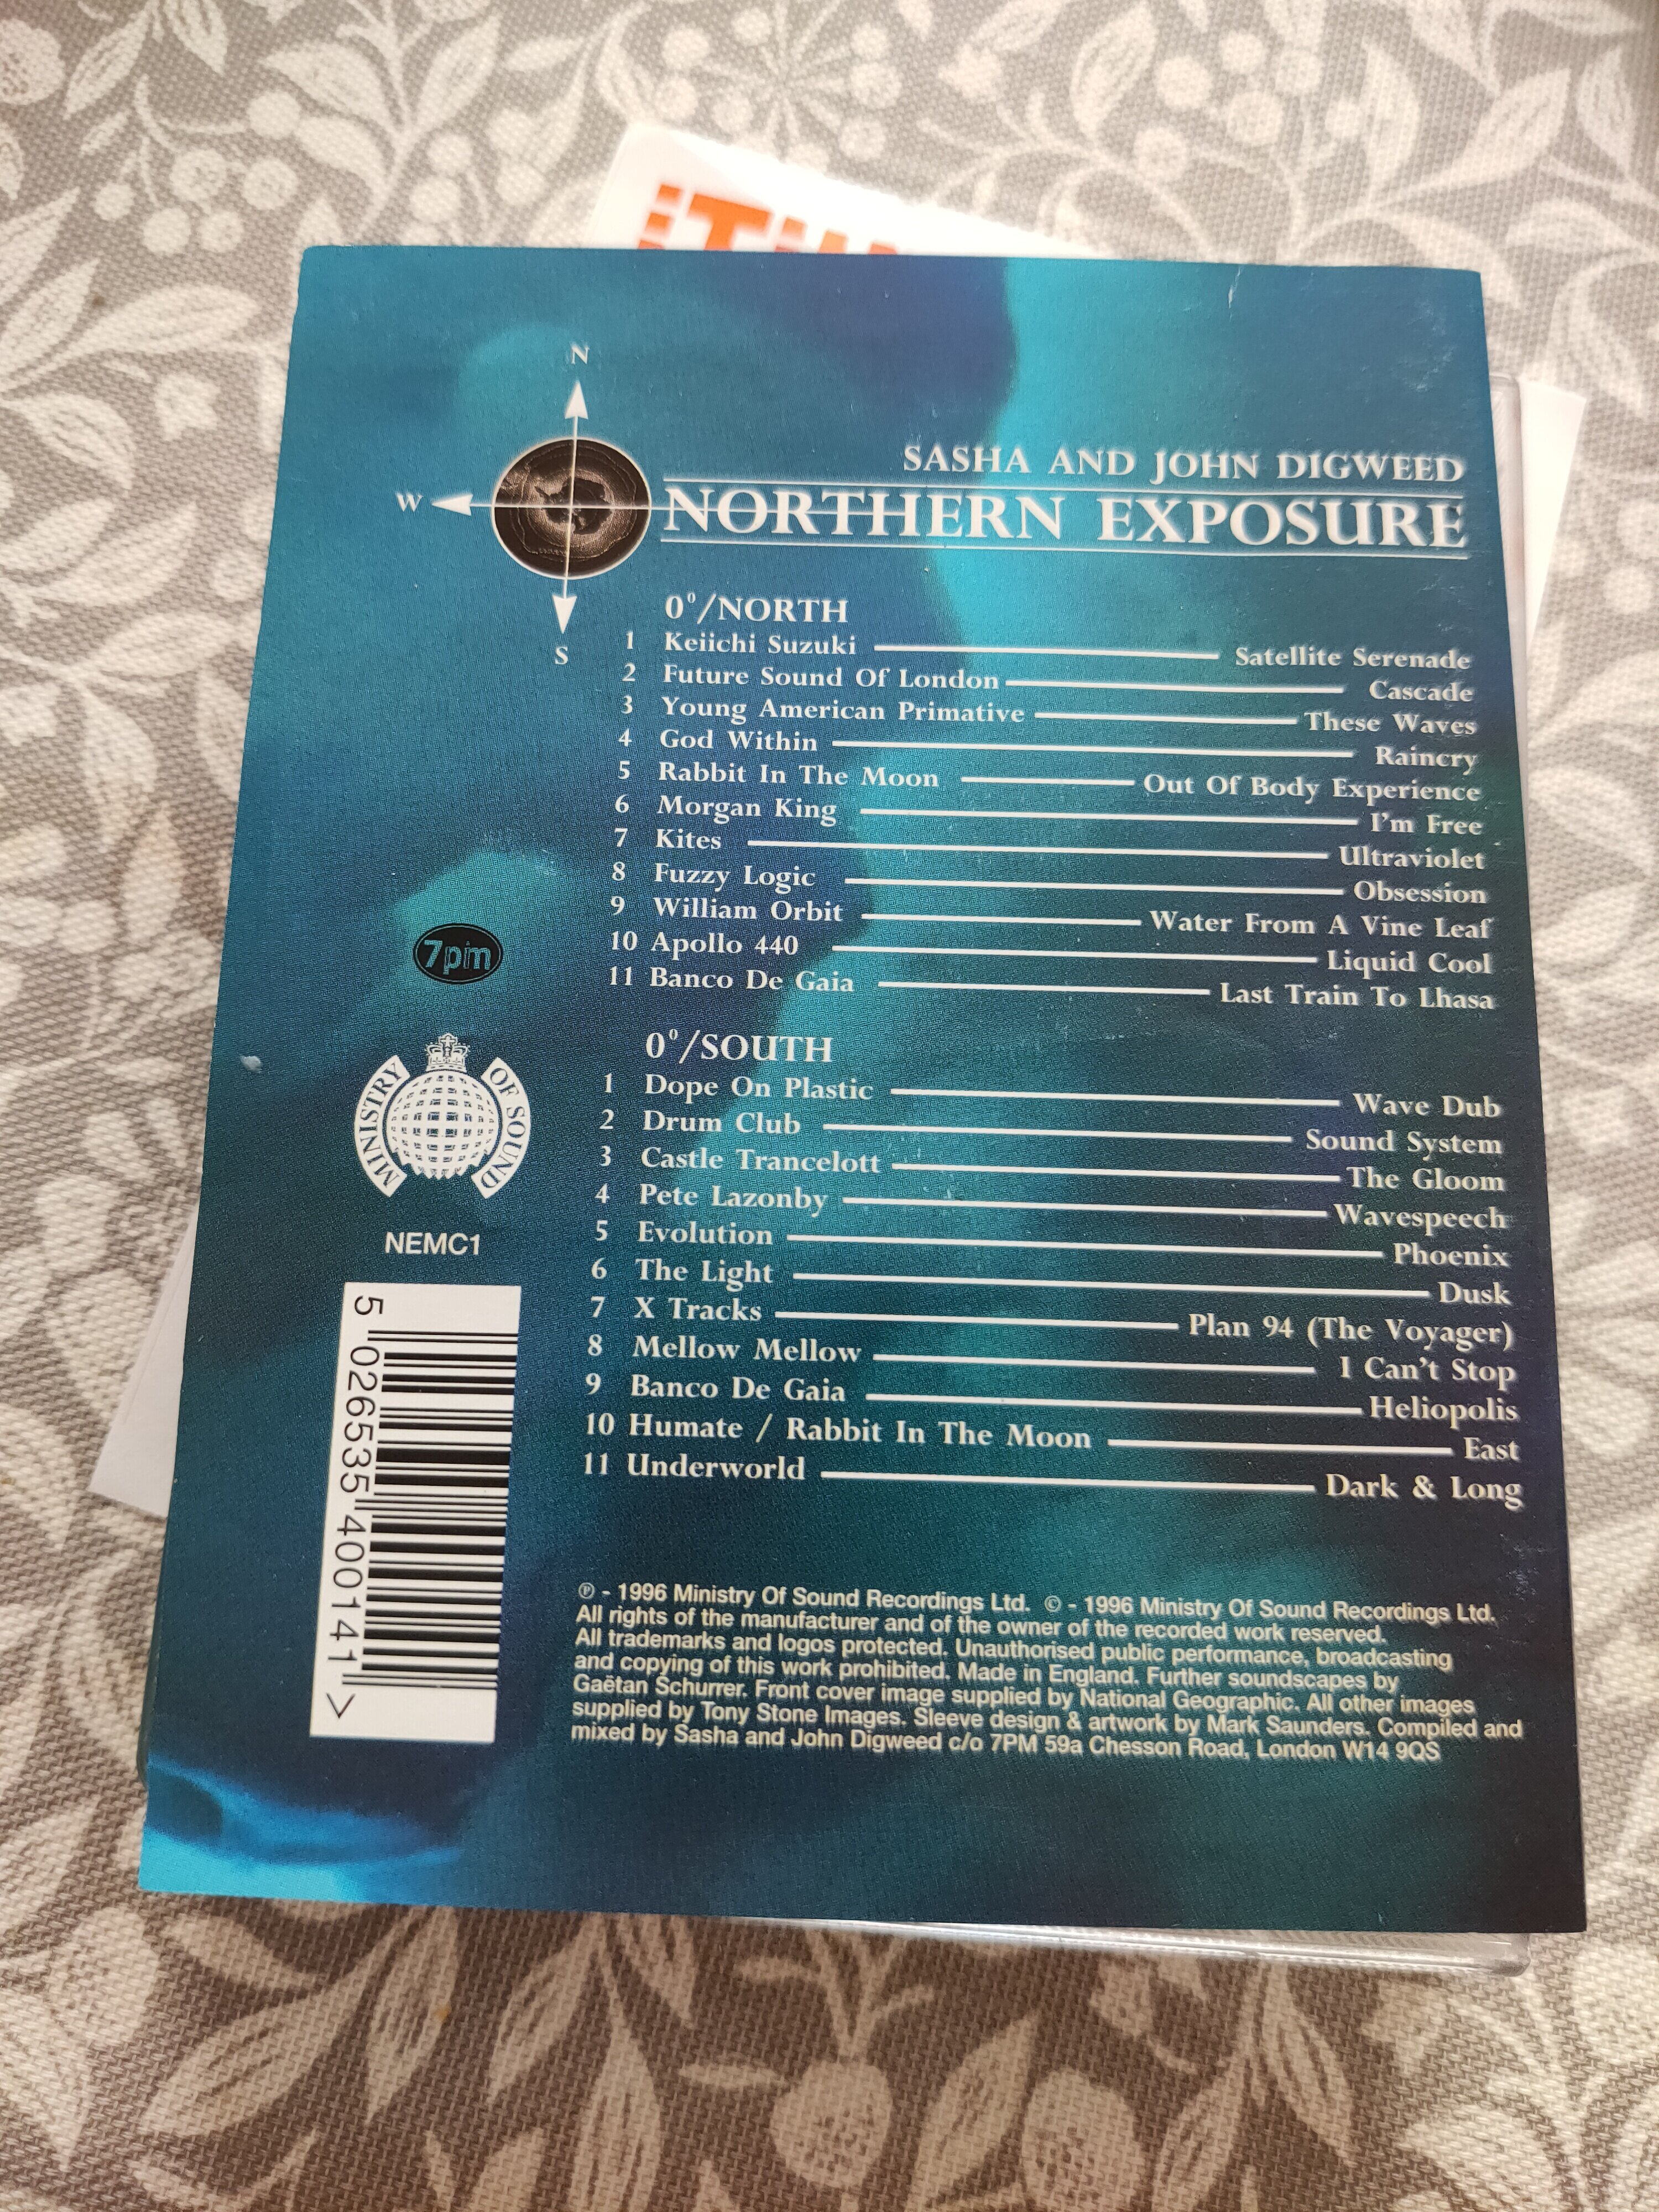 iTU
N
W
S
SASHA AND JOHN DIGWEED
NORTHERN EXPOSURE
0º/NORTH
1 Keiichi Suzuki Satellite Serenade
2 Future Sound Of London Cascade
3 Young American Primative These Waves
4 God Within Raincry
5 Rabbit In The Moon Out Of Body Experience
6 Morgan King I'm Free
7 Kites Ultraviolet
8 Fuzzy Logic Obsession
9 William Orbit Water From A Vine Leaf
10 Apollo 440 Liquid Cool
11 Banco De Gaia Last Train To Lhasa
0º/SOUTH
1 Dope On Plastic Wave Dub
2 Drum Club Sound System
3 Castle Trancelott The Gloom
4 Pete Lazonby Wavespeech
5 Evolution Phoenix
6 The Light Dusk
7 X Tracks Plan 94 (The Voyager)
8 Mellow Mellow I Can't Stop
9 Banco De Gaia Heliopolis
10 Humate / Rabbit In The Moon East
11 Underworld Dark & Long
7pm
MINISTRY OF SOUND
NEMC1
5 026535 400141 >
℗ - 1996 Ministry Of Sound Recordings Ltd. © - 1996 Ministry Of Sound Recordings Ltd.
All rights of the manufacturer and of the owner of the recorded work reserved.
All trademarks and logos protected. Unauthorised public performance, broadcasting
and copying of this work prohibited. Made in England. Further soundscapes by
Gaëtan Schurrer. Front cover image supplied by National Geographic. All other images
supplied by Tony Stone Images. Sleeve design & artwork by Mark Saunders. Compiled and
mixed by Sasha and John Digweed c/o 7PM 59a Chesson Road, London W14 9QS